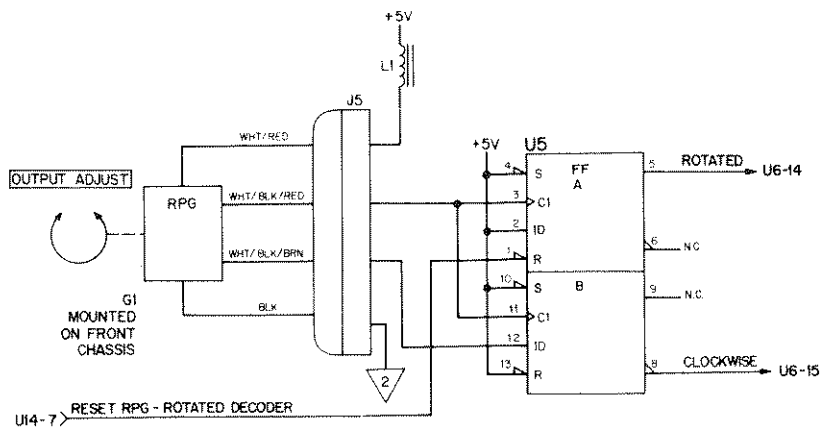 +5V
L1
J5
WHT/RED
+5V
U5
OUTPUT ADJUST
RPG
WHT/BLK/RED
WHT/BLK/BRN
BLK
G1
MOUNTED
ON FRONT
CHASSIS
2
4 S FF 5 ROTATED U6-14
A
3 C1
2 1D
1 R 6 N.C
10 S B 9 N.C.
11 C1
12 1D
13 R 8 CLOCKWISE U6-15
U14-7 RESET RPG - ROTATED DECODER